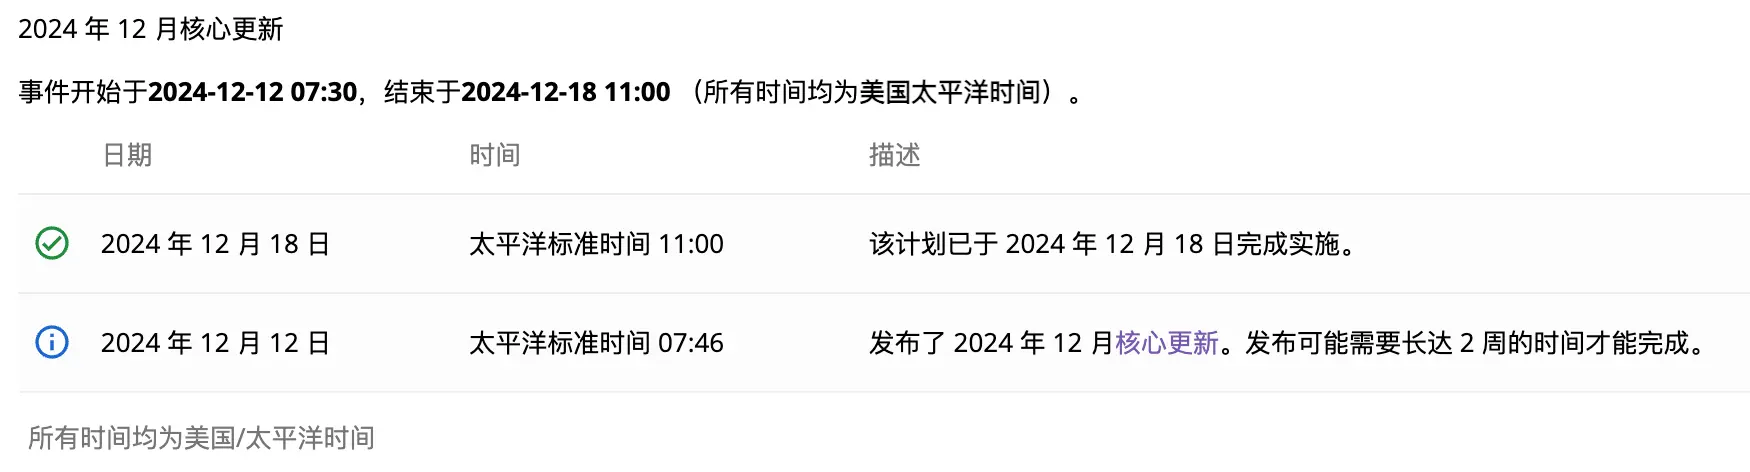 2024 年 12 月核心更新
事件开始于2024-12-12 07:30，结束于2024-12-18 11:00 （所有时间均为美国太平洋时间）。
日期 时间 描述
2024 年 12 月 18 日 太平洋标准时间 11:00 该计划已于 2024 年 12 月 18 日完成实施。
2024 年 12 月 12 日 太平洋标准时间 07:46 发布了 2024 年 12 月核心更新。发布可能需要长达 2 周的时间才能完成。
所有时间均为美国/太平洋时间